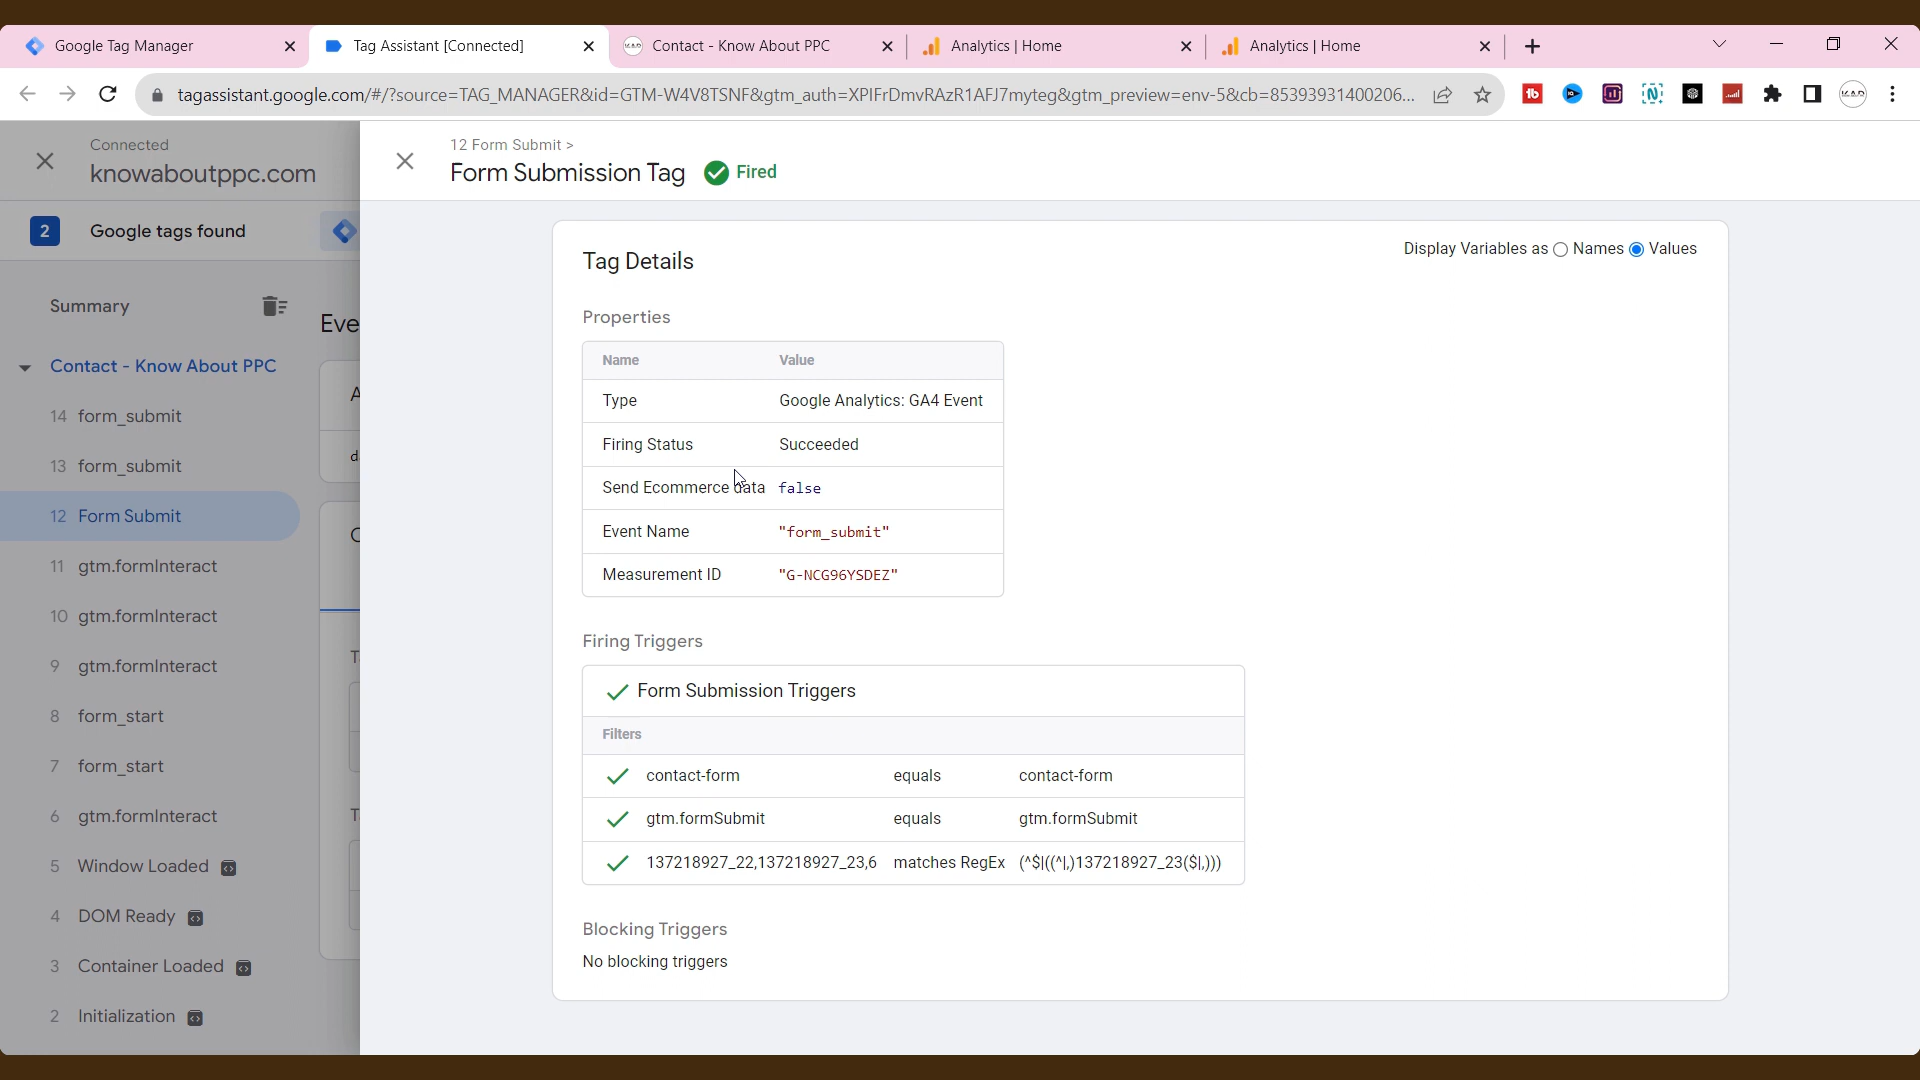 Google Tag Manager
Tag Assistant [Connected]
Contact - Know About PPC
Analytics | Home
Analytics | Home
tagassistant.google.com/#/?source=TAG_MANAGER&id=GTM-W4V8TSNF&gtm_auth=XPIFrDmvRAzR1AFJ7myteg&gtm_preview=env-5&cb=85393931400206...
Connected
knowaboutppc.com
2 Google tags found
Summary
Contact - Know About PPC
14 form_submit
13 form_submit
12 Form Submit
11 gtm.formInteract
10 gtm.formInteract
9 gtm.formInteract
8 form_start
7 form_start
6 gtm.formInteract
5 Window Loaded
4 DOM Ready
3 Container Loaded
2 Initialization
Eve
12 Form Submit >
Form Submission Tag Fired
Tag Details
Display Variables as Names Values
Properties
Name Value
Type Google Analytics: GA4 Event
Firing Status Succeeded
Send Ecommerce data false
Event Name "form_submit"
Measurement ID "G-NCG96YSDEZ"
Firing Triggers
Form Submission Triggers
Filters
contact-form equals contact-form
gtm.formSubmit equals gtm.formSubmit
137218927_22,137218927_23,6 matches RegEx (^$|((^|,)137218927_23($|,)))
Blocking Triggers
No blocking triggers